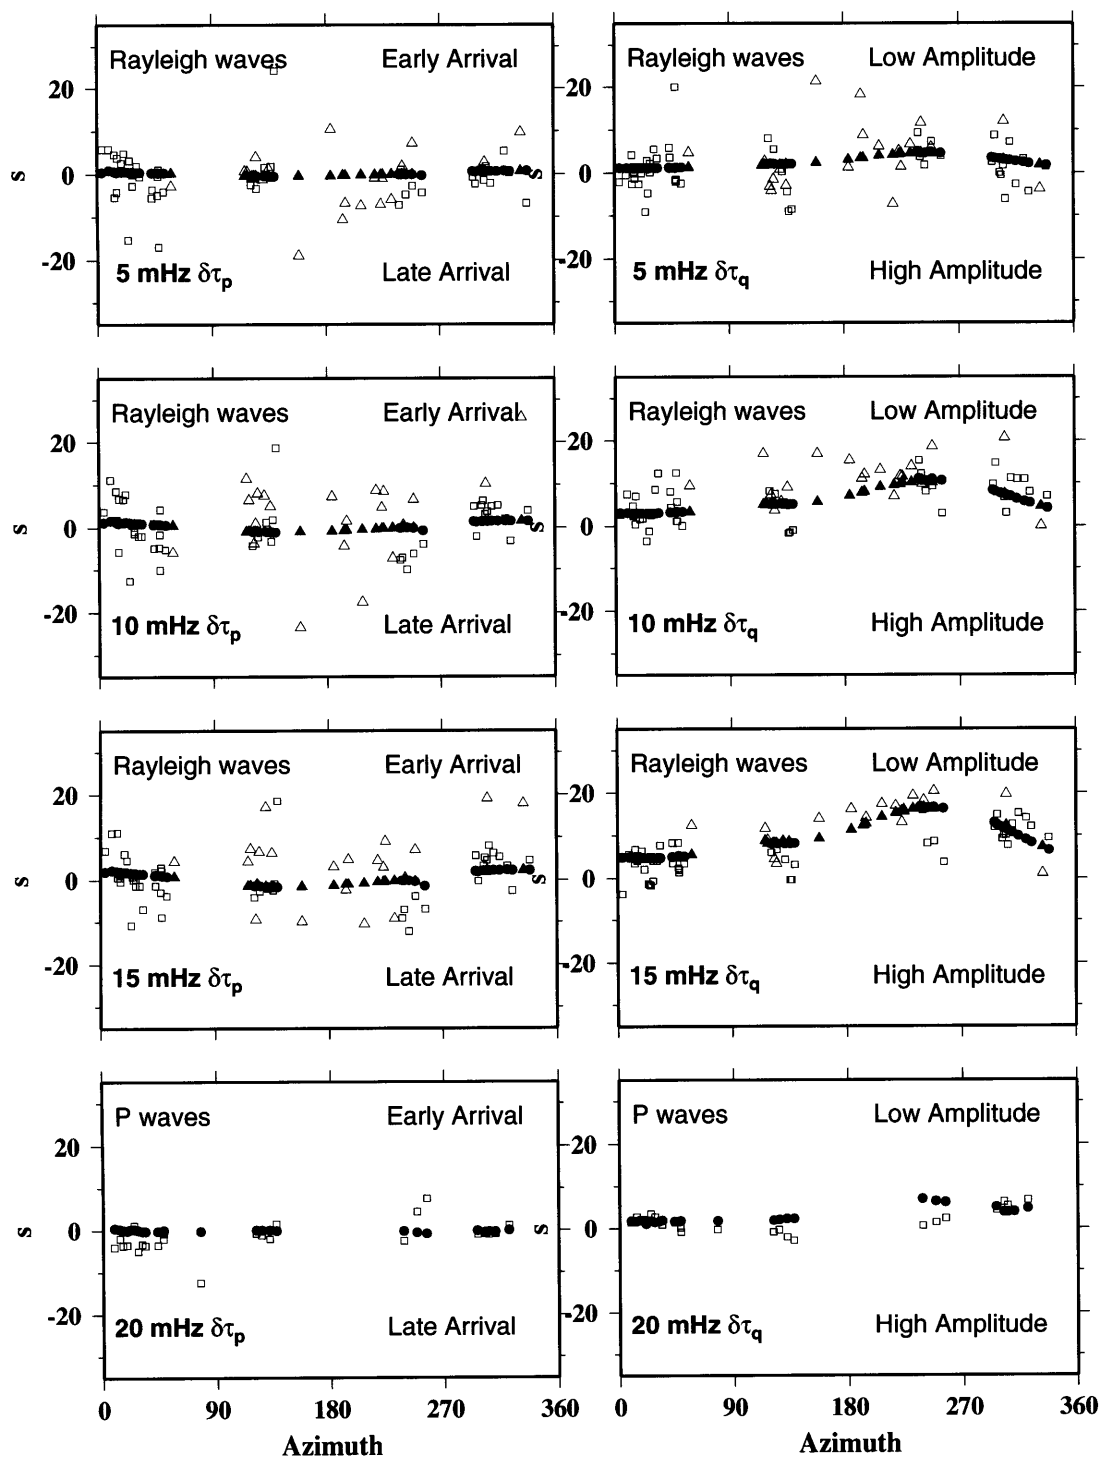 Rayleigh waves Early Arrival
20
0
-20
s
5 mHz δτp Late Arrival
Rayleigh waves Low Amplitude
20
0
-20
s
5 mHz δτq High Amplitude
Rayleigh waves Early Arrival
20
0
-20
s
10 mHz δτp Late Arrival
Rayleigh waves Low Amplitude
20
0
-20
10 mHz δτq High Amplitude
Rayleigh waves Early Arrival
20
0
-20
s
15 mHz δτp Late Arrival
Rayleigh waves Low Amplitude
20
0
-20
s
15 mHz δτq High Amplitude
P waves Early Arrival
20
0
-20
s
20 mHz δτp Late Arrival
0 90 180 270 360
Azimuth
P waves Low Amplitude
20
0
-20
s
20 mHz δτq High Amplitude
0 90 180 270 360
Azimuth